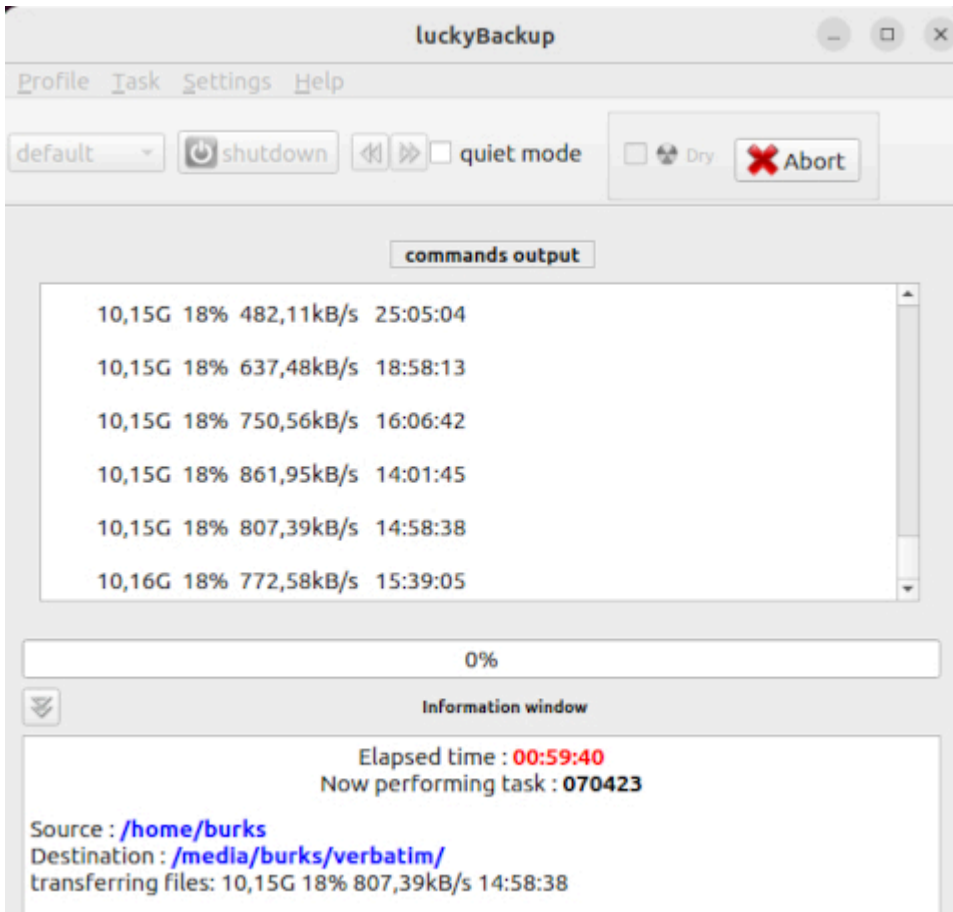 luckyBackup
Profile Task Settings Help
default shutdown quiet mode Dry Abort
commands output
10,15G 18% 482,11kB/s 25:05:04
10,15G 18% 637,48kB/s 18:58:13
10,15G 18% 750,56kB/s 16:06:42
10,15G 18% 861,95kB/s 14:01:45
10,15G 18% 807,39kB/s 14:58:38
10,16G 18% 772,58kB/s 15:39:05
0%
Information window
Elapsed time : 00:59:40
Now performing task : 070423
Source : /home/burks
Destination : /media/burks/verbatim/
transferring files: 10,15G 18% 807,39kB/s 14:58:38